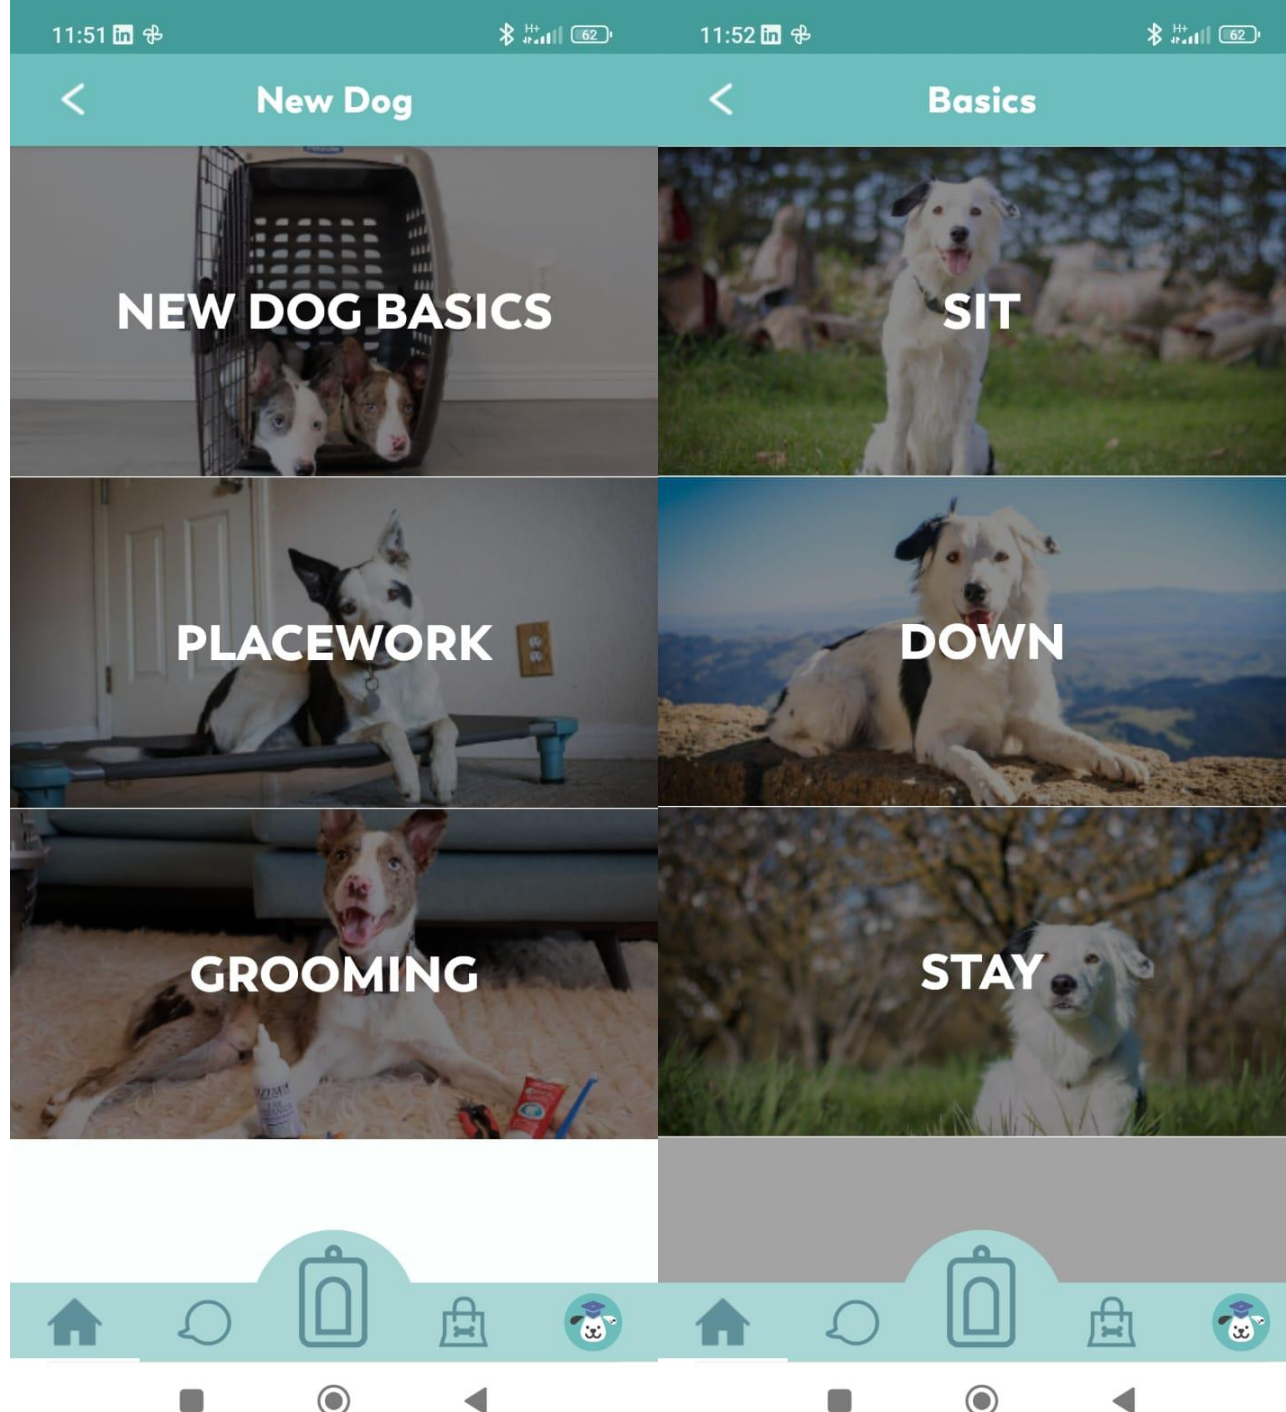 11:51
H+
62
New Dog
NEW DOG BASICS
PLACEWORK
GROOMING
11:52
H+
62
Basics
SIT
DOWN
STAY